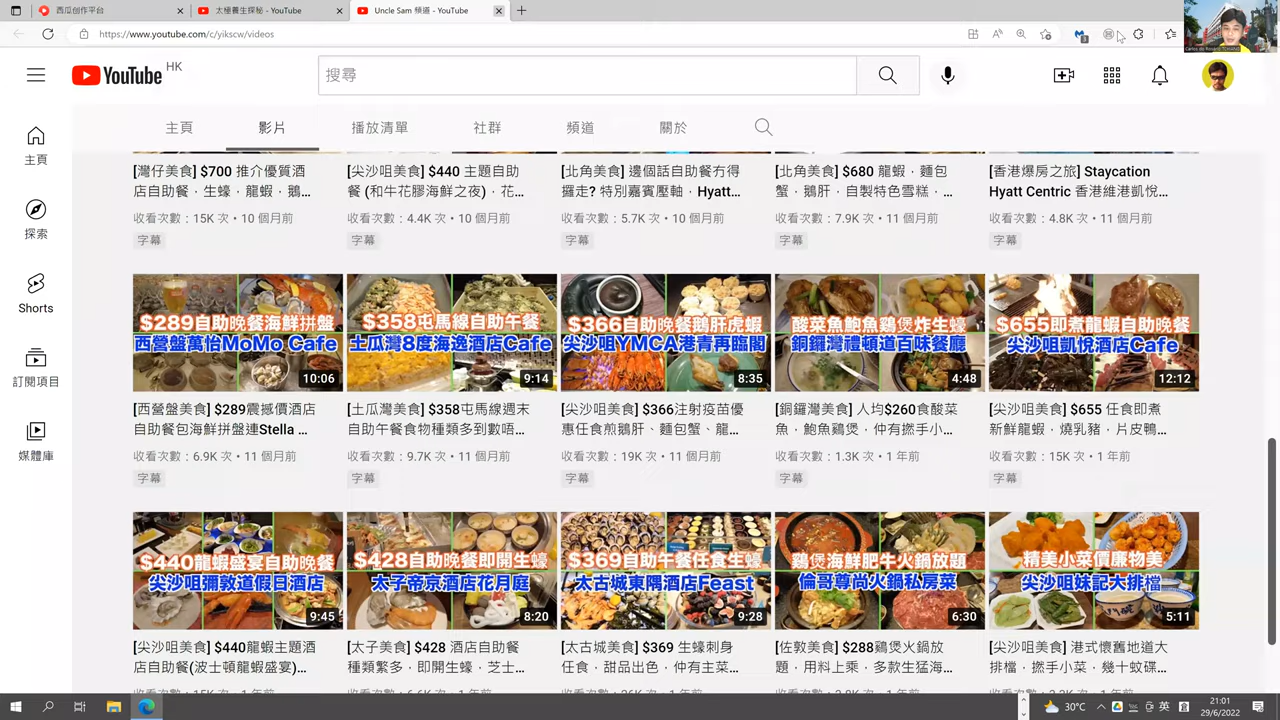 西瓜创作平台
太極養生探秘 - YouTube
Uncle Sam 頻道 - YouTube
https://www.youtube.com/c/yikscw/videos
YouTube HK
搜尋
主頁
影片
播放清單
社群
頻道
關於
主頁
探索
Shorts
訂閱項目
媒體庫
[灣仔美食] $700 推介優質酒
店自助餐，生蠔，龍蝦，鵝...
收看次數：15K 次 • 10 個月前
字幕
[尖沙咀美食] $440 主題自助
餐 (和牛花膠海鮮之夜)，花...
收看次數：4.4K 次 • 10 個月前
字幕
[北角美食] 邊個話自助餐冇得
攞走? 特別嘉賓壓軸，Hyatt...
收看次數：5.7K 次 • 10 個月前
字幕
[北角美食] $680 龍蝦，麵包
蟹，鵝肝，自製特色雪糕，...
收看次數：7.9K 次 • 11 個月前
字幕
[香港爆房之旅] Staycation
Hyatt Centric 香港維港凱悅...
收看次數：4.8K 次 • 11 個月前
字幕
$289自助晚餐海鮮拼盤
西營盤萬怡MoMo Cafe
10:06
[西營盤美食] $289震撼價酒店
自助餐包海鮮拼盤連Stella ...
收看次數：6.9K 次 • 11 個月前
字幕
$358屯馬線自助午餐
土瓜灣8度海逸酒店Cafe
9:14
[土瓜灣美食] $358屯馬線週末
自助午餐食物種類多到數唔...
收看次數：9.7K 次 • 11 個月前
字幕
$366自助晚餐鵝肝虎蝦
尖沙咀YMCA港青再臨閣
8:35
[尖沙咀美食] $366注射疫苗優
惠任食煎鵝肝、麵包蟹、龍...
收看次數：19K 次 • 11 個月前
字幕
酸菜魚鮑魚鷄煲炸生蠔
銅鑼灣禮頓道百味餐廳
4:48
[銅鑼灣美食] 人均$260食酸菜
魚，鮑魚鷄煲，仲有撚手小...
收看次數：1.3K 次 • 1 年前
字幕
$655即煮龍蝦自助晚餐
尖沙咀凱悅酒店Cafe
12:12
[尖沙咀美食] $655 任食即煮
新鮮龍蝦，燒乳豬，片皮鴨...
收看次數：15K 次 • 1 年前
字幕
$440龍蝦盛宴自助晚餐
尖沙咀彌敦道假日酒店
9:45
[尖沙咀美食] $440龍蝦主題酒
店自助餐(波士頓龍蝦盛宴)...
收看次數：15K 次 • 1 年前
$428自助晚餐即開生蠔
太子帝京酒店花月庭
8:20
[太子美食] $428 酒店自助餐
種類繁多，即開生蠔，芝士...
收看次數：6.6K 次 • 1 年前
$369自助午餐任食生蠔
太古城東隅酒店Feast
9:28
[太古城美食] $369 生蠔刺身
任食，甜品出色，仲有主菜...
鷄煲海鮮肥牛火鍋放題
倫哥尊尚火鍋私房菜
6:30
[佐敦美食] $288鷄煲火鍋放
題，用料上乘，多款生猛海...
精美小菜價廉物美
尖沙咀妹記大排檔
5:11
[尖沙咀美食] 港式懷舊地道大
排檔，撚手小菜，幾十蚊碟...
30°C
英
21:01
29/6/2022